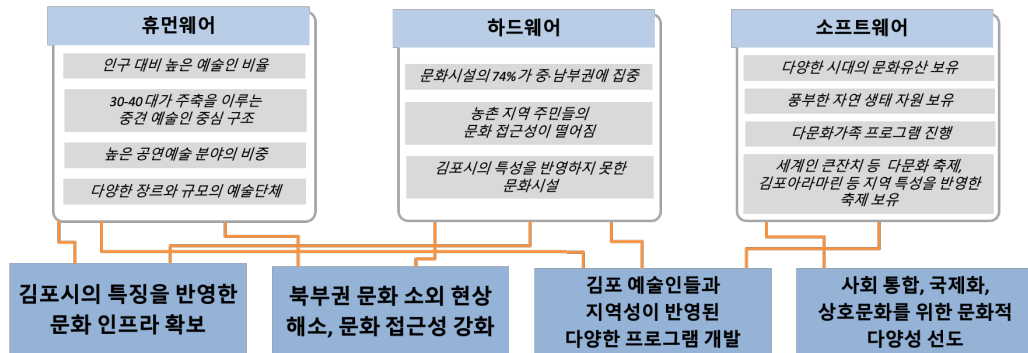 휴먼웨어
인구 대비 높은 예술인 비율
30-40대가 주축을 이루는
중견 예술인 중심 구조
높은 공연예술 분야의 비중
다양한 장르와 규모의 예술단체
하드웨어
문화시설의 74%가 중·남부권에 집중
농촌 지역 주민들의
문화 접근성이 떨어짐
김포시의 특성을 반영하지 못한
문화시설
소프트웨어
다양한 시대의 문화유산 보유
풍부한 자연 생태 자원 보유
다문화가족 프로그램 진행
세계인 큰잔치 등 다문화 축제,
김포아라마린 등 지역 특성을 반영한
축제 보유
김포시의 특징을 반영한
문화 인프라 확보
북부권 문화 소외 현상
해소, 문화 접근성 강화
김포 예술인들과
지역성이 반영된
다양한 프로그램 개발
사회 통합, 국제화,
상호문화를 위한 문화적
다양성 선도